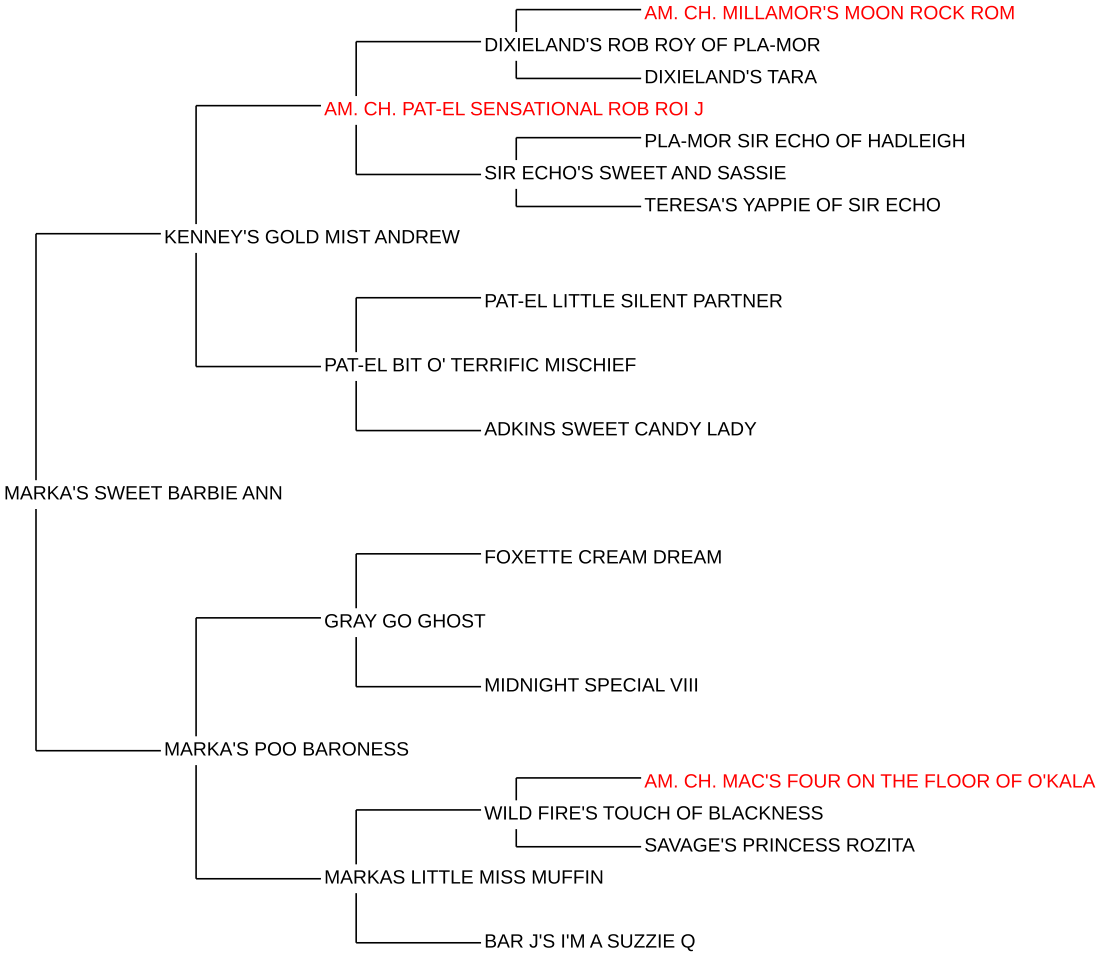 AM. CH. MILLAMOR'S MOON ROCK ROM
DIXIELAND'S ROB ROY OF PLA-MOR
DIXIELAND'S TARA
AM. CH. PAT-EL SENSATIONAL ROB ROI J
PLA-MOR SIR ECHO OF HADLEIGH
SIR ECHO'S SWEET AND SASSIE
TERESA'S YAPPIE OF SIR ECHO
KENNEY'S GOLD MIST ANDREW
PAT-EL LITTLE SILENT PARTNER
PAT-EL BIT O' TERRIFIC MISCHIEF
ADKINS SWEET CANDY LADY
MARKA'S SWEET BARBIE ANN
FOXETTE CREAM DREAM
GRAY GO GHOST
MIDNIGHT SPECIAL VIII
MARKA'S POO BARONESS
AM. CH. MAC'S FOUR ON THE FLOOR OF O'KALA
WILD FIRE'S TOUCH OF BLACKNESS
SAVAGE'S PRINCESS ROZITA
MARKAS LITTLE MISS MUFFIN
BAR J'S I'M A SUZZIE Q